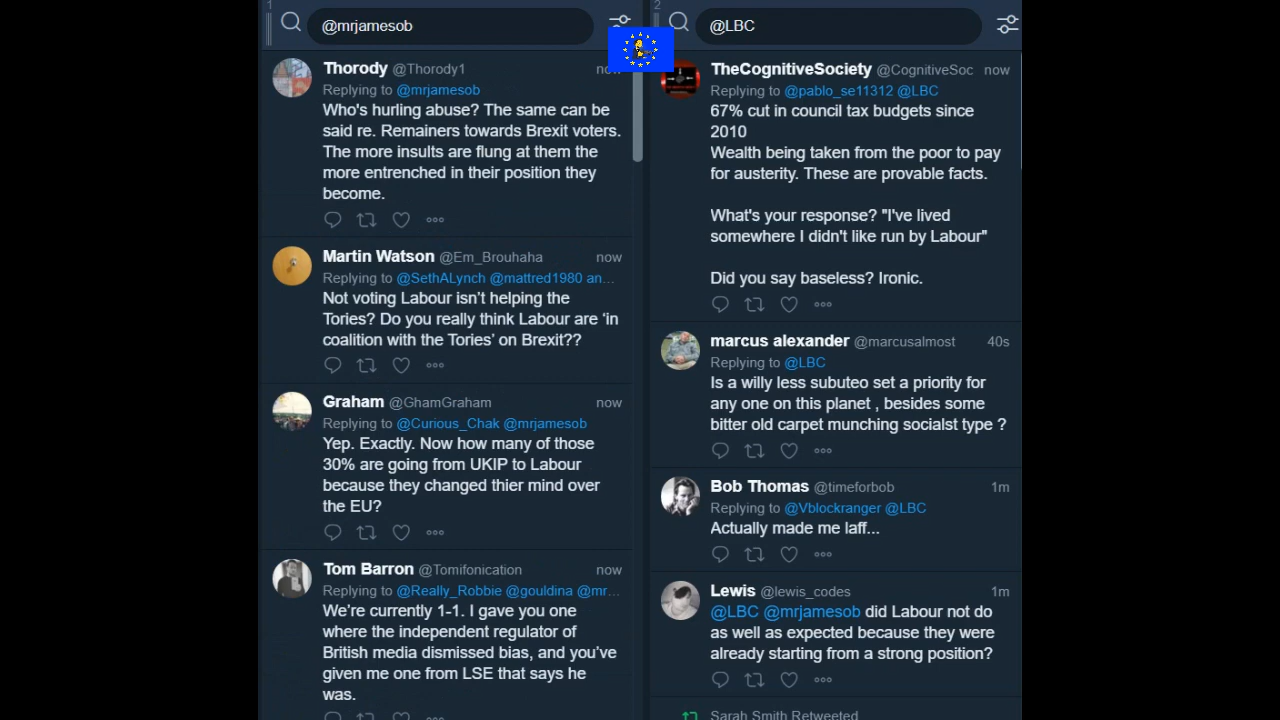 1
@mrjamesob
Thorody @Thorody1 now
Replying to @mrjamesob
Who's hurling abuse? The same can be
said re. Remainers towards Brexit voters.
The more insults are flung at them the
more entrenched in their position they
become.
Martin Watson @Em_Brouhaha now
Replying to @SethALynch @mattred1980 an...
Not voting Labour isn’t helping the
Tories? Do you really think Labour are ‘in
coalition with the Tories’ on Brexit??
Graham @GhamGraham now
Replying to @Curious_Chak @mrjamesob
Yep. Exactly. Now how many of those
30% are going from UKIP to Labour
because they changed thier mind over
the EU?
Tom Barron @Tomifonication now
Replying to @Really_Robbie @gouldina @mr...
We’re currently 1-1. I gave you one
where the independent regulator of
British media dismissed bias, and you’ve
given me one from LSE that says he
was.
2
@LBC
TheCognitiveSociety @CognitiveSoc now
Replying to @pablo_se11312 @LBC
67% cut in council tax budgets since
2010
Wealth being taken from the poor to pay
for austerity. These are provable facts.
What's your response? "I've lived
somewhere I didn't like run by Labour"
Did you say baseless? Ironic.
marcus alexander @marcusalmost 40s
Replying to @LBC
Is a willy less subuteo set a priority for
any one on this planet , besides some
bitter old carpet munching socialst type ?
Bob Thomas @timeforbob 1m
Replying to @Vblockranger @LBC
Actually made me laff...
Lewis @lewis_codes 1m
@LBC @mrjamesob did Labour not do
as well as expected because they were
already starting from a strong position?
Sarah Smith Retweeted